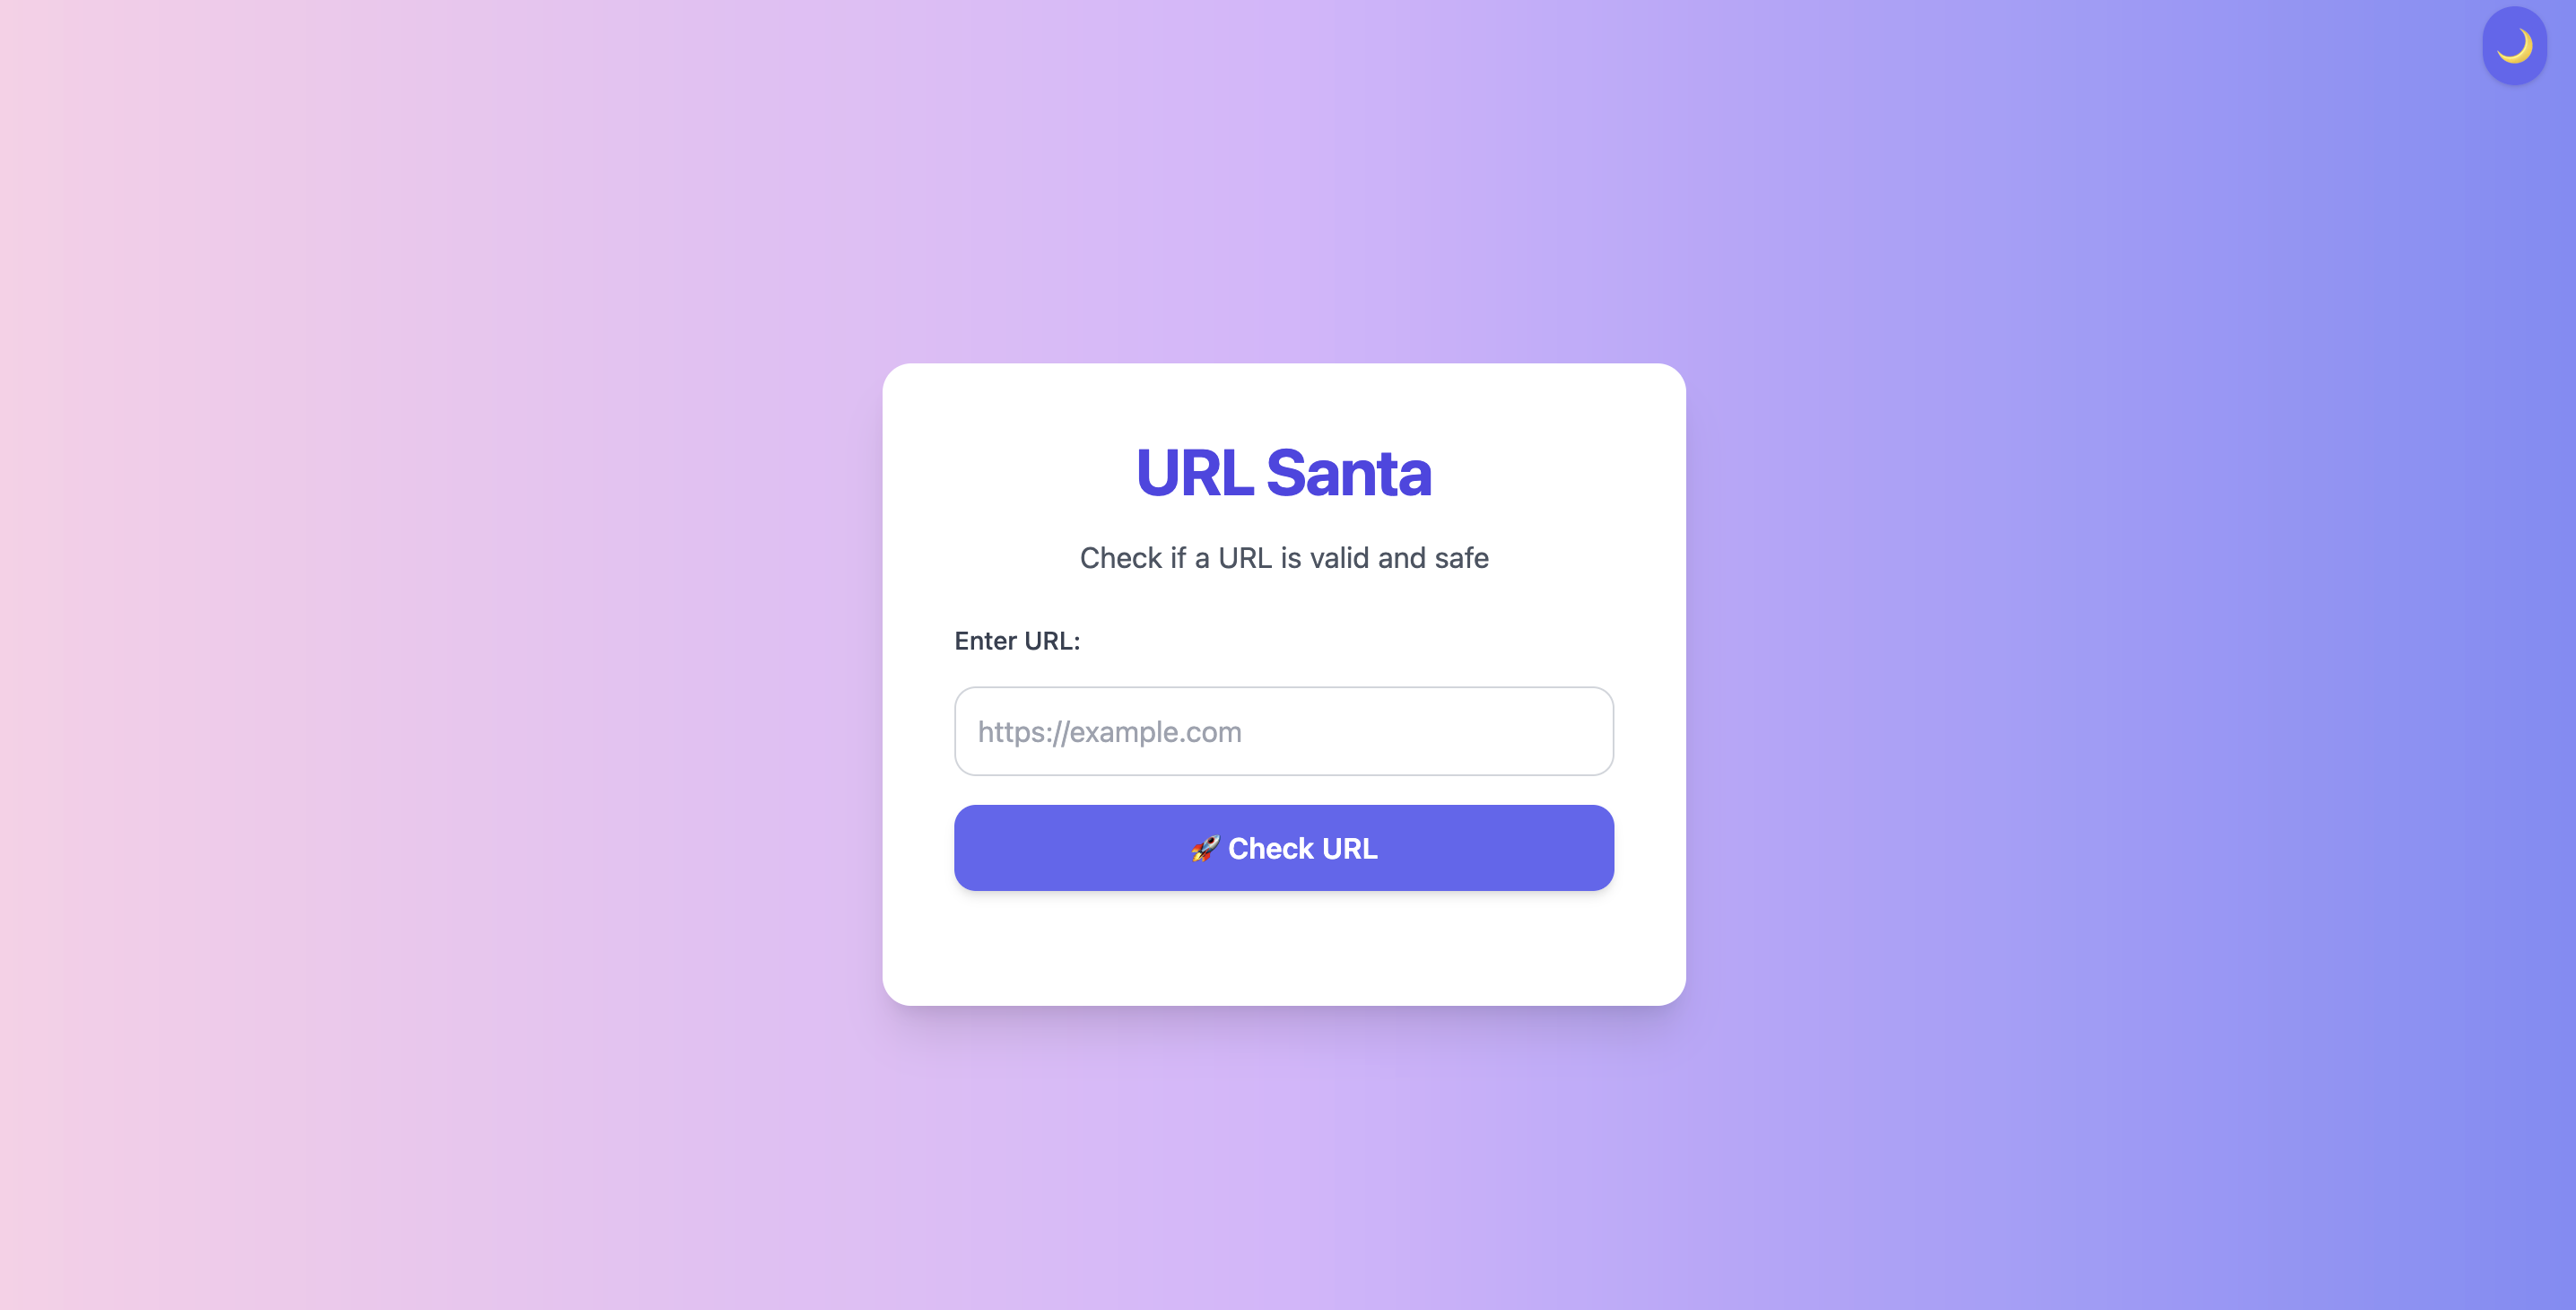 URL Santa
Check if a URL is valid and safe
Enter URL:
https://example.com
🚀 Check URL